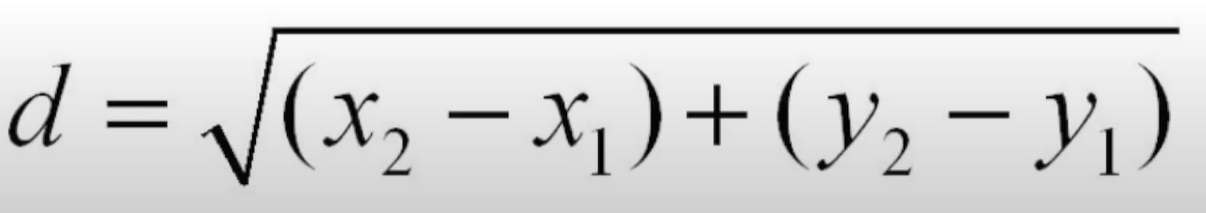 d = √(x₂ − x₁) + (y₂ − y₁)